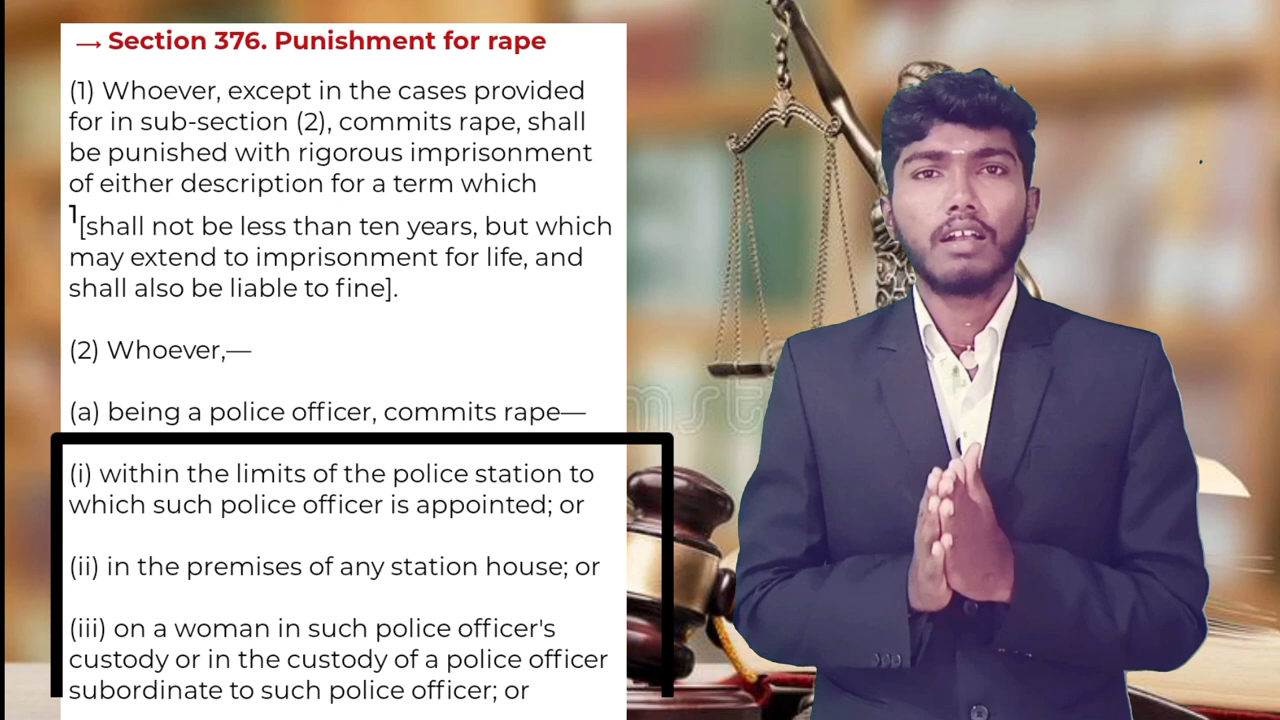 → Section 376. Punishment for rape
(1) Whoever, except in the cases provided
for in sub-section (2), commits rape, shall
be punished with rigorous imprisonment
of either description for a term which
1[shall not be less than ten years, but which
may extend to imprisonment for life, and
shall also be liable to fine].
(2) Whoever,—
(a) being a police officer, commits rape—
(i) within the limits of the police station to
which such police officer is appointed; or
(ii) in the premises of any station house; or
(iii) on a woman in such police officer's
custody or in the custody of a police officer
subordinate to such police officer; or